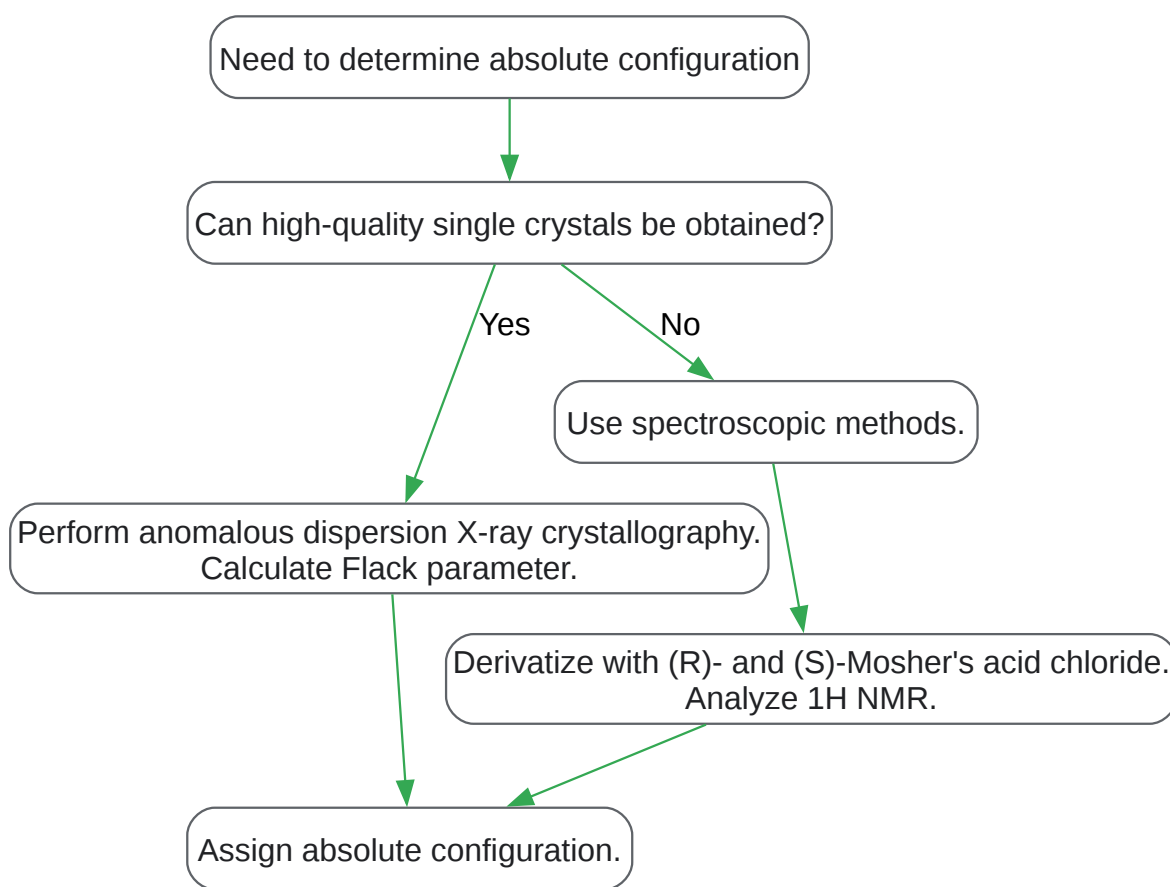 Need to determine absolute configuration
Can high-quality single crystals be obtained?
Yes
No
Use spectroscopic methods.
Perform anomalous dispersion X-ray crystallography.
Calculate Flack parameter.
Derivatize with (R)- and (S)-Mosher's acid chloride.
Analyze 1H NMR.
Assign absolute configuration.